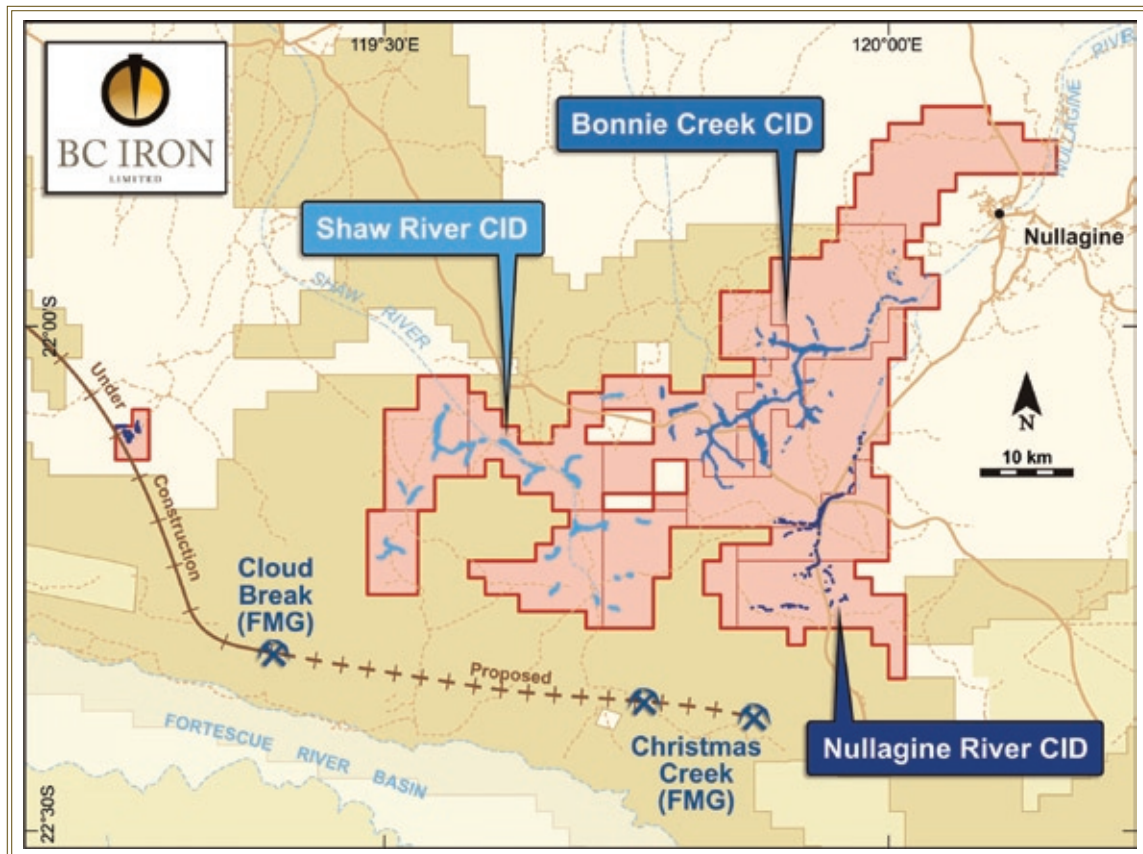 119°30'E
120°00'E
BC IRON
LIMITED
Bonnie Creek CID
NULLAGINE
RIVER
Shaw River CID
Nullagine
SHAW RIVER
22°00'S
Under
Construction
N
10 km
Cloud
Break
(FMG)
Proposed
Christmas
Creek
(FMG)
Nullagine River CID
FORTESCUE RIVER BASIN
22°30'S